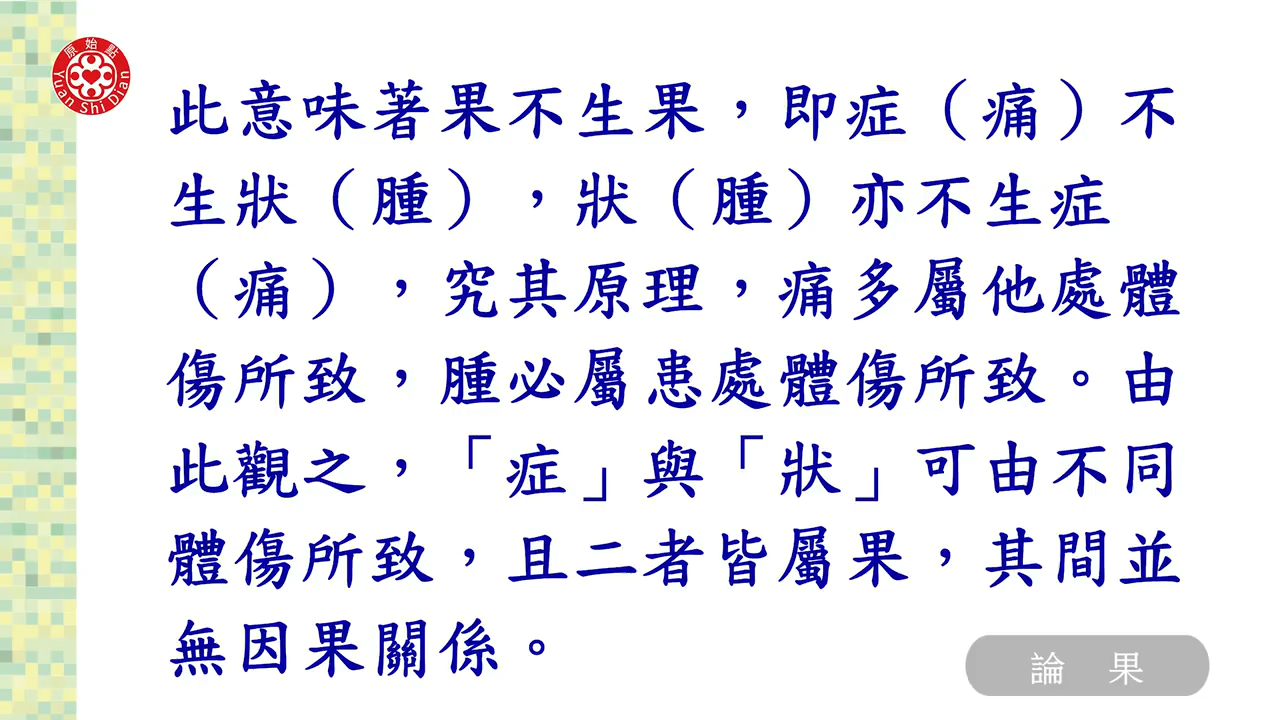 原始點
Yuan Shi Dian
此意味著果不生果，即症（痛）不
生狀（腫），狀（腫）亦不生症
（痛），究其原理，痛多屬他處體
傷所致，腫必屬患處體傷所致。由
此觀之，「症」與「狀」可由不同
體傷所致，且二者皆屬果，其間並
無因果關係。
論 果